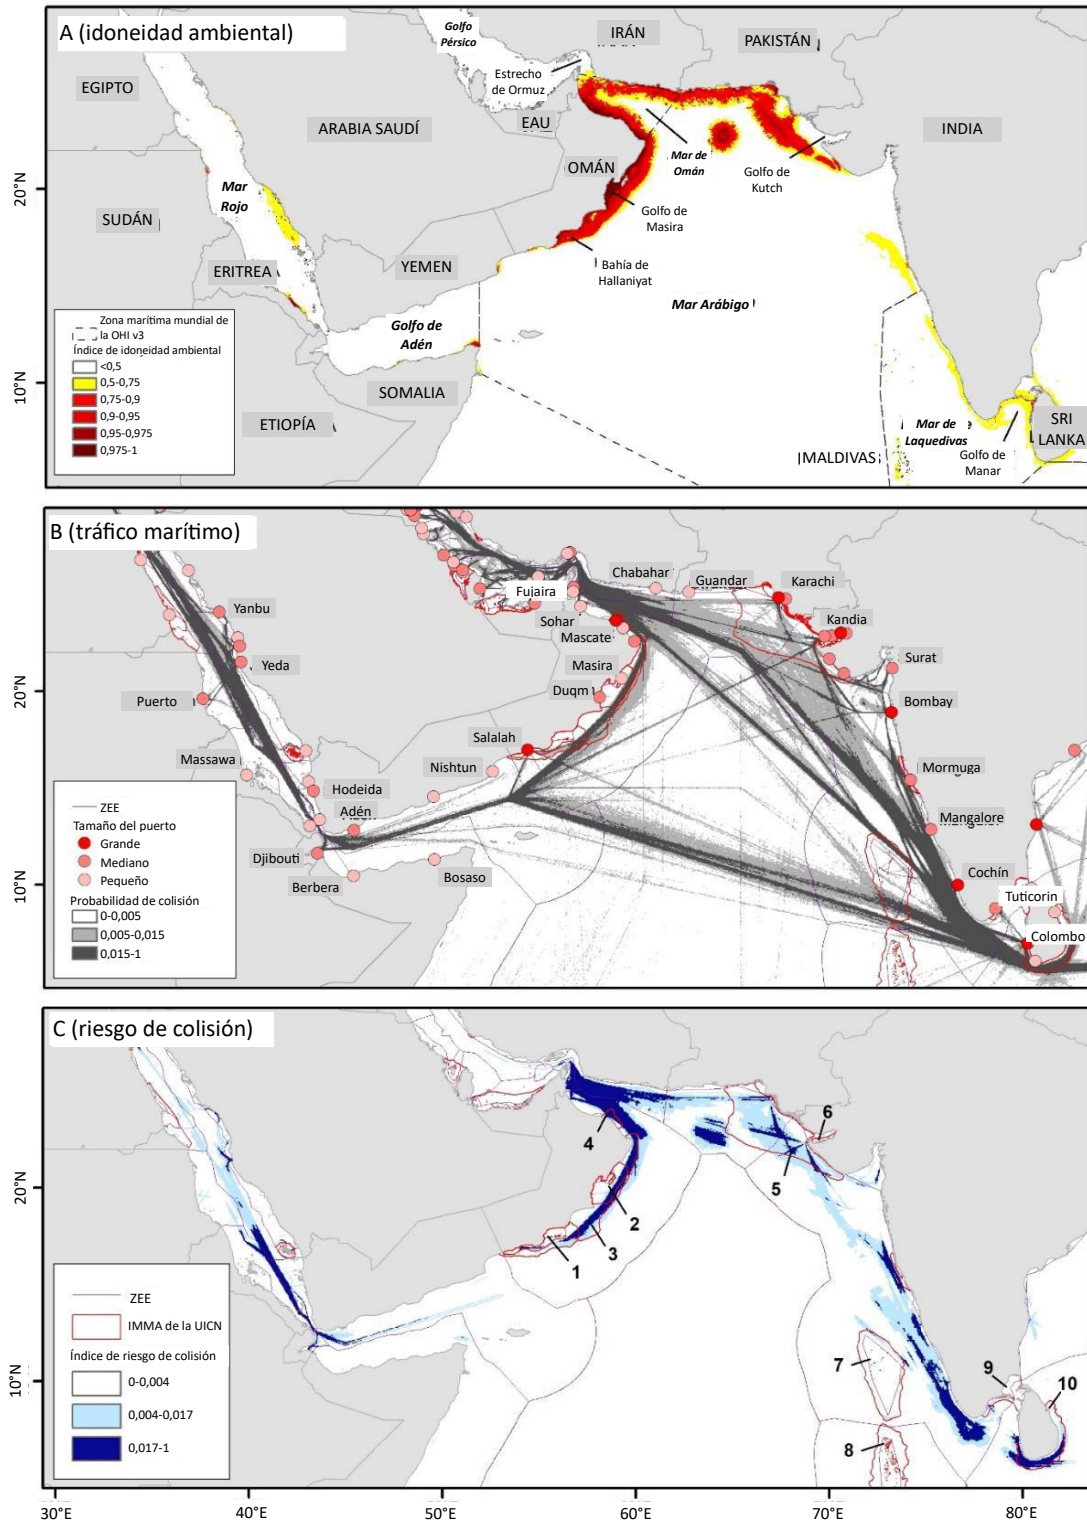 A (idoneidad ambiental)
Golfo
Pérsico
IRÁN
PAKISTÁN
Estrecho
de Ormuz
EGIPTO
ARABIA SAUDÍ
EAU
INDIA
OMÁN
Mar de
Omán
Golfo de
Kutch
20°N
Mar
Rojo
SUDÁN
Golfo de
Masira
ERITREA
YEMEN
Bahía de
Hallaniyat
Mar Arábigo
Zona marítima mundial de
la OHI v3
Índice de idoneidad ambiental
<0,5
0,5-0,75
0,75-0,9
0,9-0,95
0,95-0,975
0,975-1
Golfo de
Adén
10°N
SOMALIA
ETIOPÍA
MALDIVAS
Mar de
Laquedivas
Golfo de
Manar
SRI
LANKA
B (tráfico marítimo)
Chabahar
Guandar
Karachi
Fujaira
Yanbu
Sohar
Mascate
Kandia
Yeda
Masira
Surat
20°N
Puerto
Duqm
Bombay
Salalah
Massawa
Nishtun
Mormuga
ZEE
Tamaño del puerto
Grande
Mediano
Pequeño
Probabilidad de colisión
0-0,005
0,005-0,015
0,015-1
Hodeida
Adén
Mangalore
Djibouti
Berbera
Bosaso
10°N
Cochín
Tuticorin
Colombo
C (riesgo de colisión)
6
4
5
20°N
2
3
1
ZEE
IMMA de la UICN
Índice de riesgo de colisión
0-0,004
0,004-0,017
0,017-1
10°N
7
9
10
8
30°E
40°E
50°E
60°E
70°E
80°E